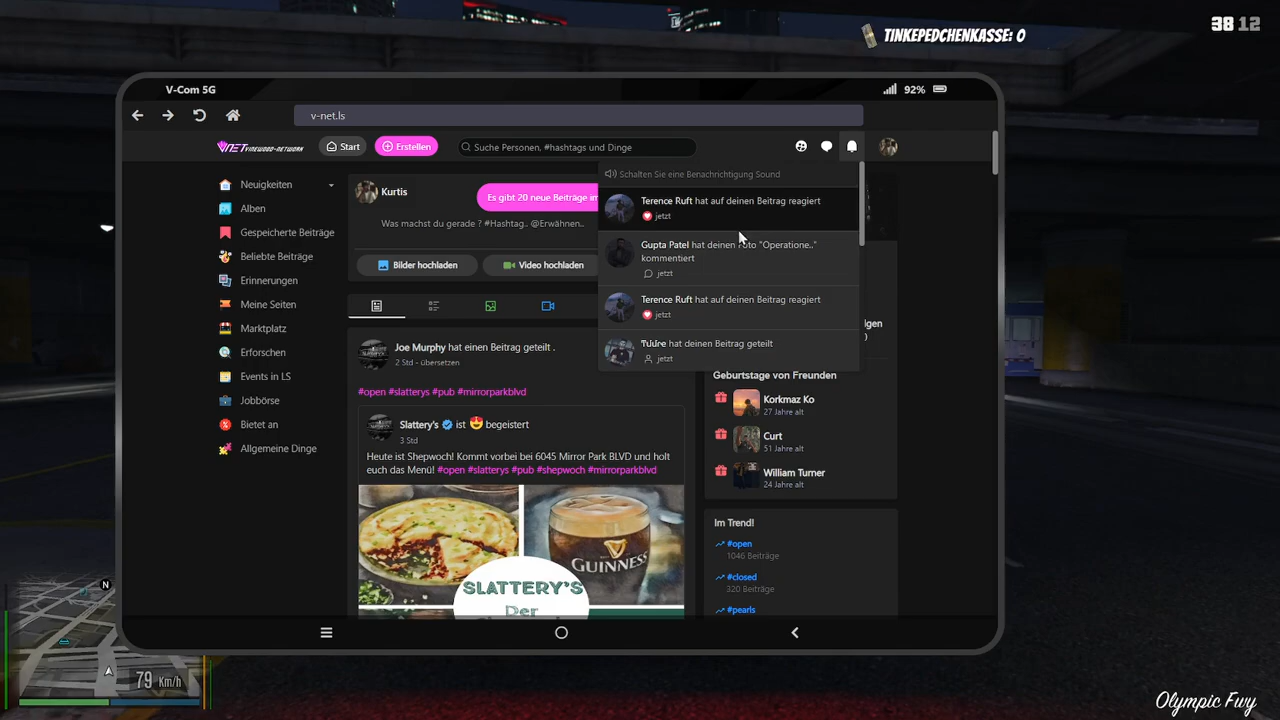 TINKEPEDCHENKASSE: 0
38 12
V-Com 5G
92%
v-net.ls
VNET VINEWOOD-NETWORK
Start
Erstellen
Suche Personen, #hashtags und Dinge
Neuigkeiten
Alben
Gespeicherte Beiträge
Beliebte Beiträge
Erinnerungen
Meine Seiten
Marktplatz
Erforschen
Events in LS
Jobbörse
Bietet an
Allgemeine Dinge
Kurtis
Es gibt 20 neue Beiträge im
Was machst du gerade ? #Hashtag.. @Erwähnen..
Bilder hochladen
Video hochladen
Schalten Sie eine Benachrichtigung Sound
Terence Ruft hat auf deinen Beitrag reagiert
jetzt
Gupta Patel hat deinen Foto "Operatione.."
kommentiert
jetzt
Terence Ruft hat auf deinen Beitrag reagiert
jetzt
hat deinen Beitrag geteilt
jetzt
Joe Murphy hat einen Beitrag geteilt .
2 Std - übersetzen
#open #slatterys #pub #mirrorparkblvd
Slattery's ist 😍 begeistert
3 Std
Heute ist Shepwoch! Kommt vorbei bei 6045 Mirror Park BLVD und holt
euch das Menü! #open #slatterys #pub #shepwoch #mirrorparkblvd
GUINNESS
SLATTERY'S
Der
lgen
)
Geburtstage von Freunden
Korkmaz Ko
27 Jahre alt
Curt
51 Jahre alt
William Turner
24 Jahre alt
Im Trend!
#open
1046 Beiträge
#closed
320 Beiträge
#pearls
N
79 Km/h
Olympic Fwy